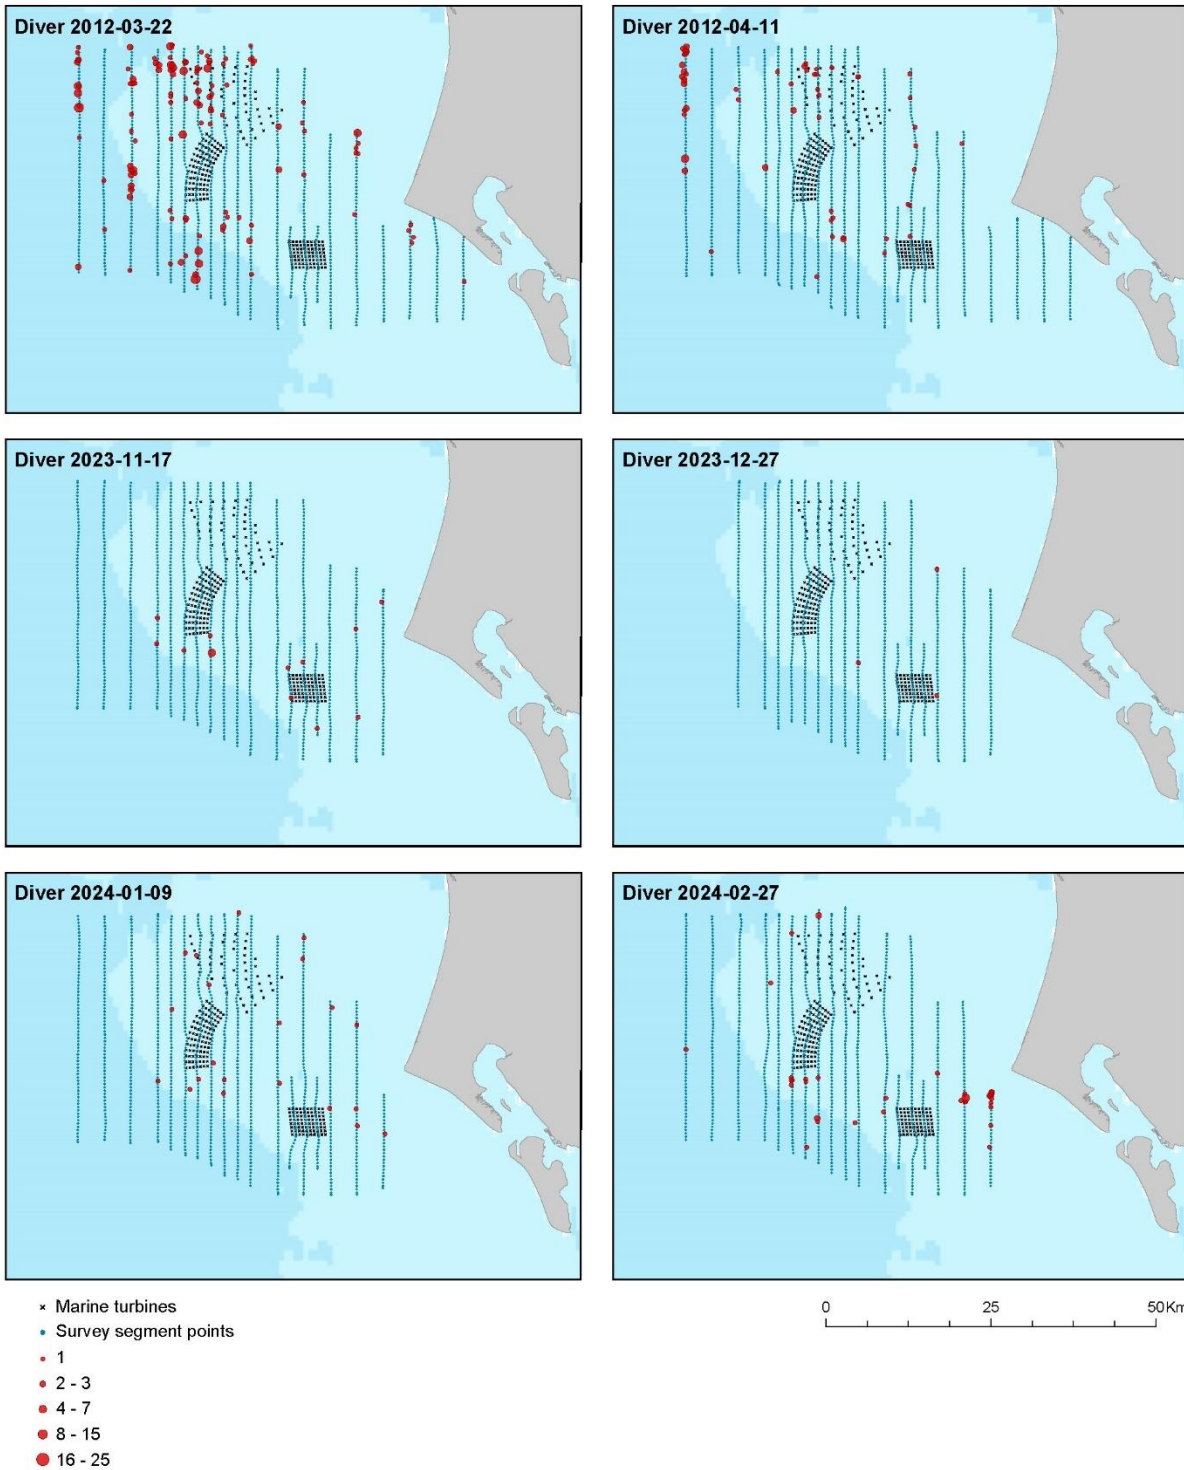 Diver 2012-03-22
Diver 2012-04-11
Diver 2023-11-17
Diver 2023-12-27
Diver 2024-01-09
Diver 2024-02-27
Marine turbines
Survey segment points
1
2 - 3
4 - 7
8 - 15
16 - 25
0 25 50 Km